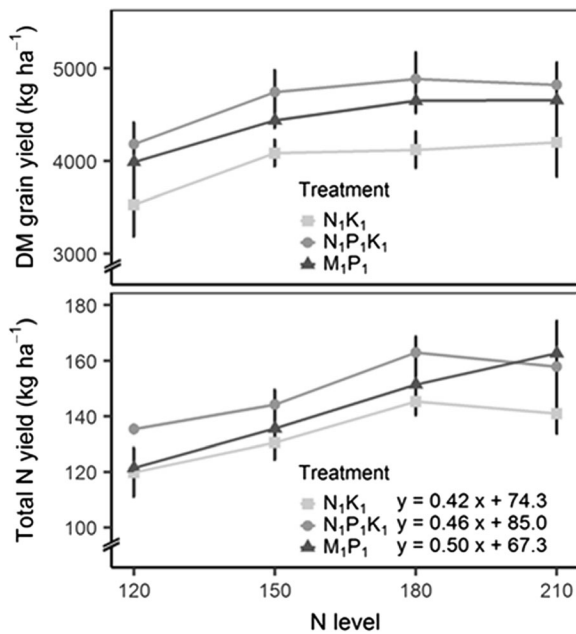 DM grain yield (kg ha⁻¹)
5000
4000
3000
Treatment
N₁K₁
N₁P₁K₁
M₁P₁
Total N yield (kg ha⁻¹)
180
160
140
120
100
Treatment
N₁K₁ y = 0.42 x + 74.3
N₁P₁K₁ y = 0.46 x + 85.0
M₁P₁ y = 0.50 x + 67.3
120 150 180 210
N level